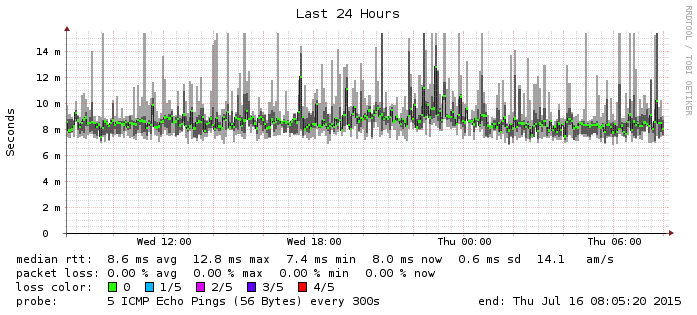 Last 24 Hours
RRDTOOL / TOBI OETIKER
Seconds
14 m
12 m
10 m
8 m
6 m
4 m
2 m
0
Wed 12:00 Wed 18:00 Thu 00:00 Thu 06:00
median rtt: 8.6 ms avg 12.8 ms max 7.4 ms min 8.0 ms now 0.6 ms sd 14.1 am/s
packet loss: 0.00 % avg 0.00 % max 0.00 % min 0.00 % now
loss color: 0 1/5 2/5 3/5 4/5
probe: 5 ICMP Echo Pings (56 Bytes) every 300s end: Thu Jul 16 08:05:20 2015